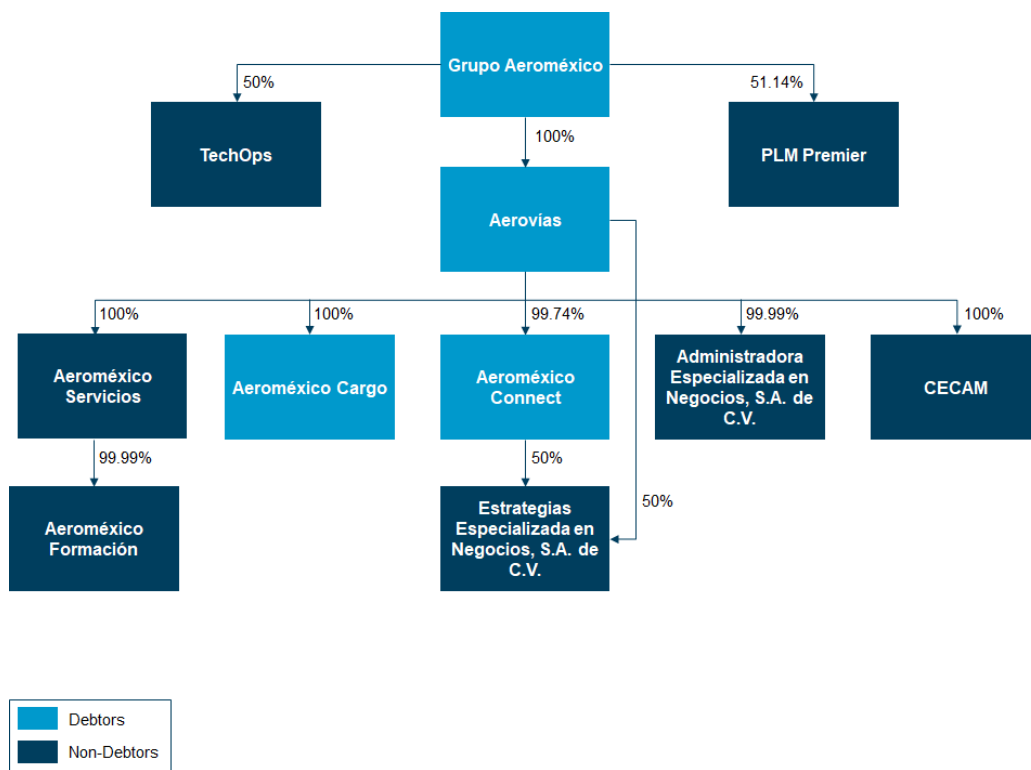 Grupo Aeroméxico
50%
51.14%
TechOps
PLM Premier
100%
Aerovías
100%
100%
99.74%
99.99%
100%
Aeroméxico
Servicios
Aeroméxico Cargo
Aeroméxico
Connect
Administradora
Especializada en
Negocios, S.A. de
C.V.
CECAM
99.99%
50%
50%
Aeroméxico
Formación
Estrategias
Especializada en
Negocios, S.A. de
C.V.
Debtors
Non-Debtors